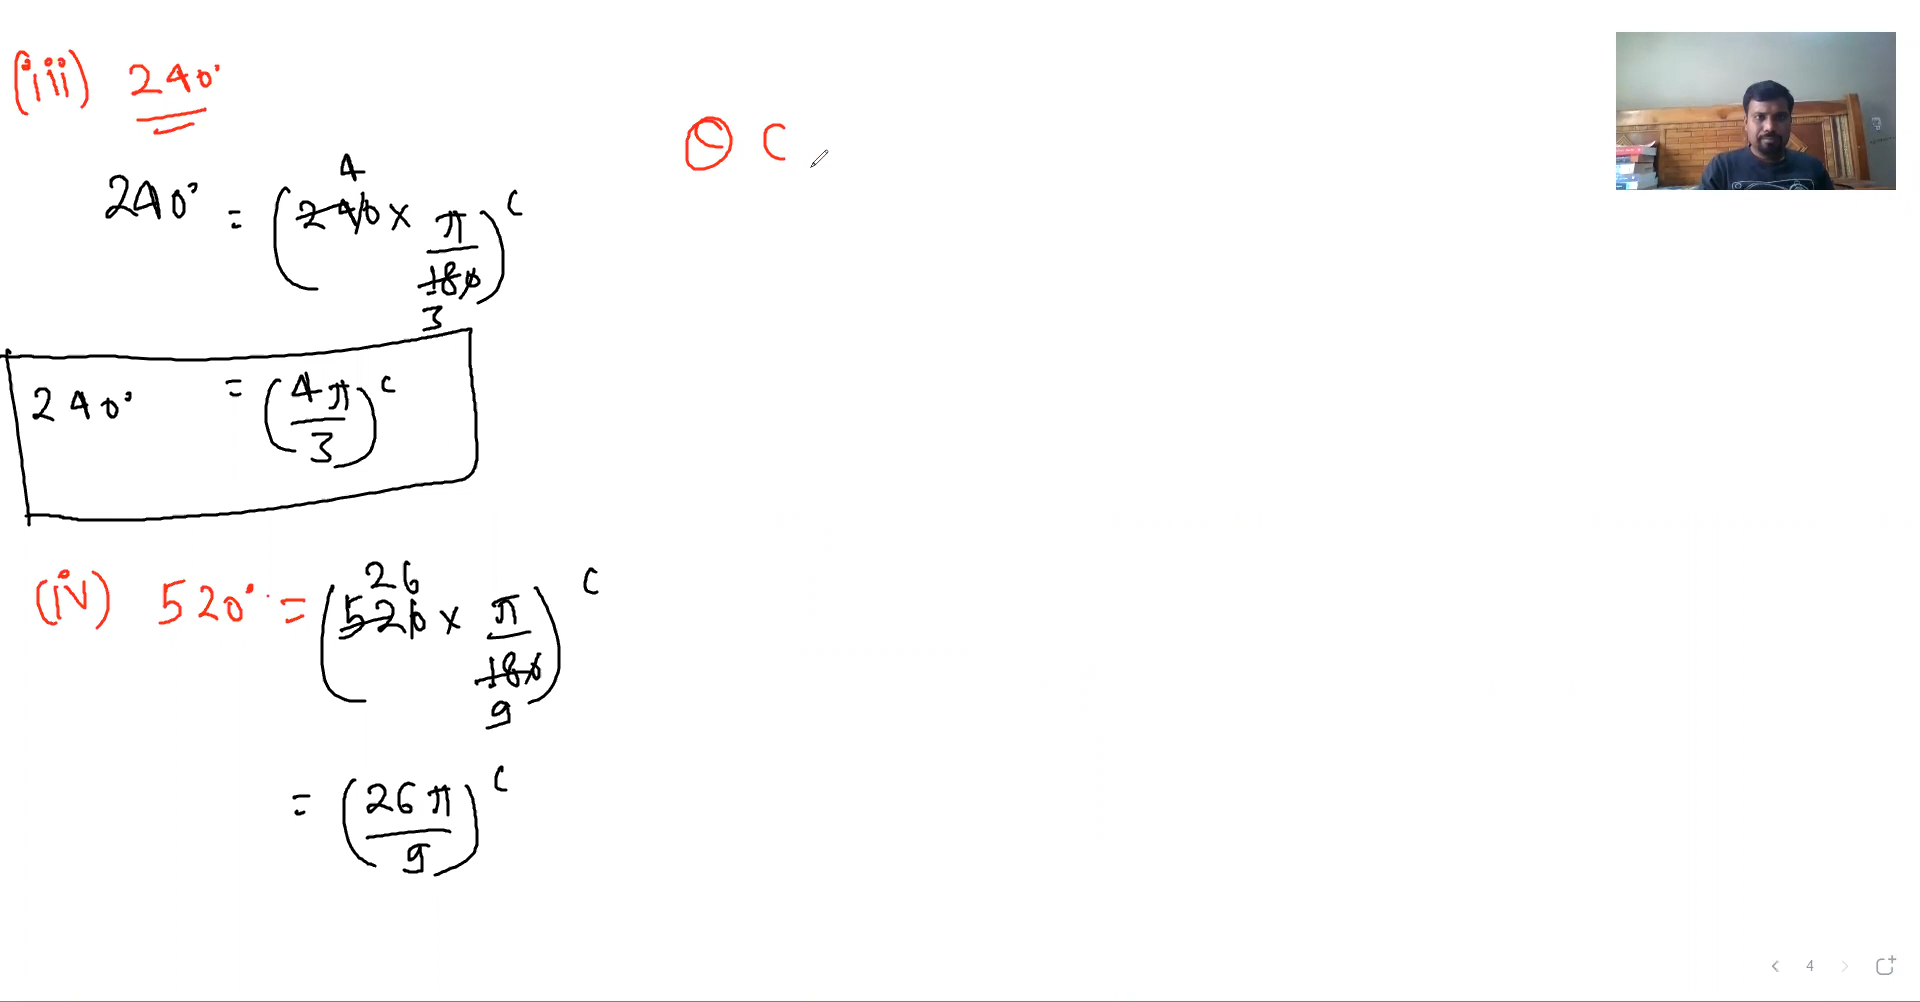 (iii) 240°
240° = (240 × π/180)ᶜ
4
3
240° = (4π/3)ᶜ
(iv) 520° = (520 × π/180)ᶜ
26
9
= (26π/9)ᶜ
C
4